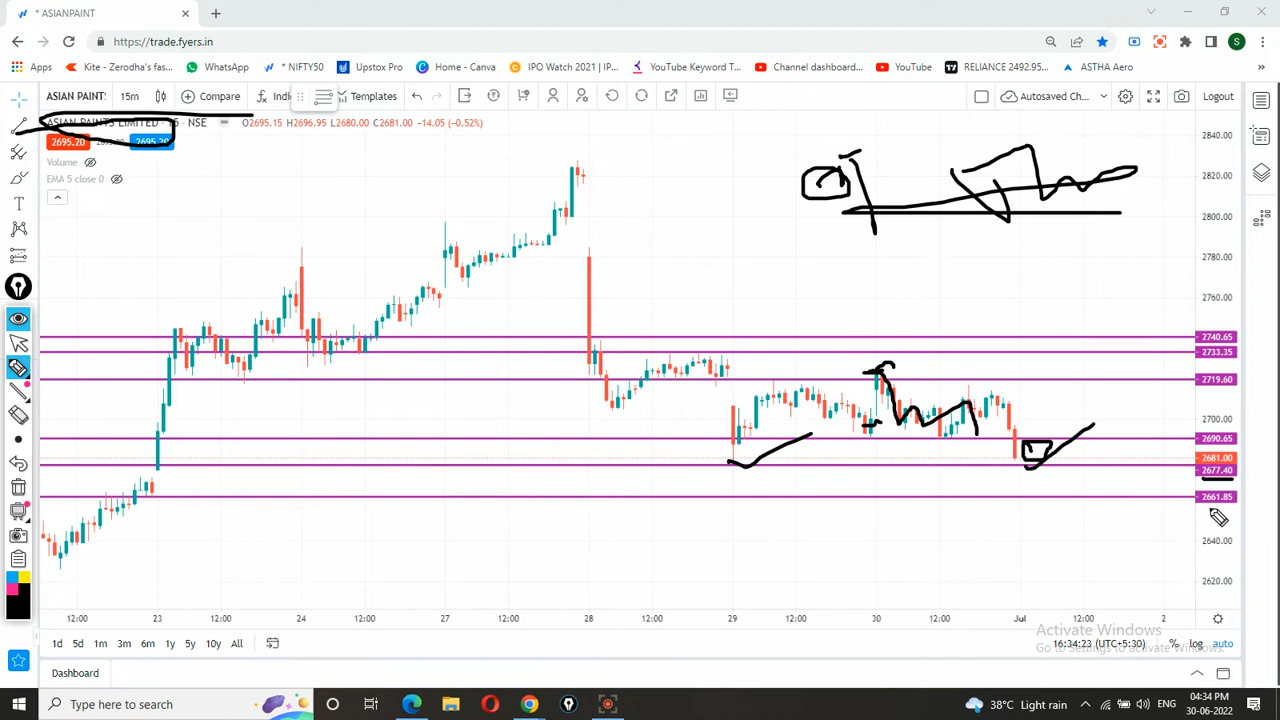 * ASIANPAINT
https://trade.fyers.in
S
Apps
Kite - Zerodha's fas...
WhatsApp
* NIFTY50
Upstox Pro
Home - Canva
IPO Watch 2021 | IP...
YouTube Keyword T...
Channel dashboard...
YouTube
RELIANCE 2492.95...
ASTHA Aero
ASIAN PAINT
15m
Compare
Indi
Templates
Autosaved Cha...
Logout
ASIAN PAINTS LIMITED · 15 · NSE
O2695.15 H2696.95 L2680.00 C2681.00 −14.05 (−0.52%)
2695.20
2695.20
Volume
EMA 5 close 0
2840.00
2820.00
2800.00
2780.00
2760.00
2740.65
2733.35
2719.60
2700.00
2690.65
2681.00
2677.40
2661.85
2640.00
2620.00
12:00 23 12:00 24 12:00 27 12:00 28 12:00 29 12:00 30 12:00 Jul 12:00 2
1d 5d 1m 3m 6m 1y 5y 10y All
16:34:23 (UTC+5:30) % log auto
Activate Windows
Go to Settings to activate Windows.
Dashboard
Type here to search
38°C Light rain
ENG
04:34 PM
30-06-2022